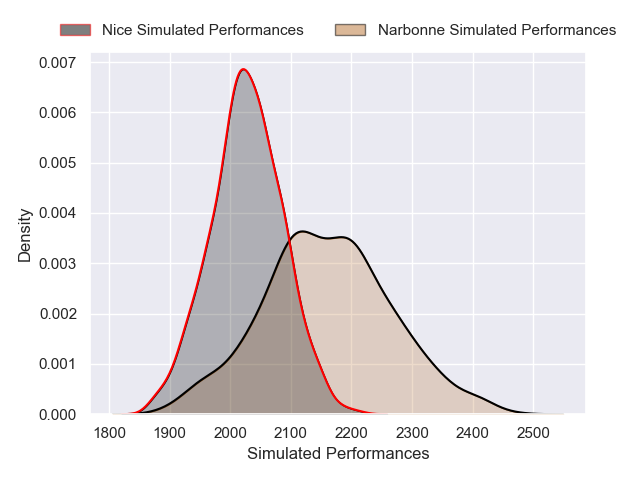 Nice Simulated Performances Narbonne Simulated Performances
0.007
0.006
0.005
0.004
0.003
0.002
0.001
0.000
Density
1800 1900 2000 2100 2200 2300 2400 2500
Simulated Performances